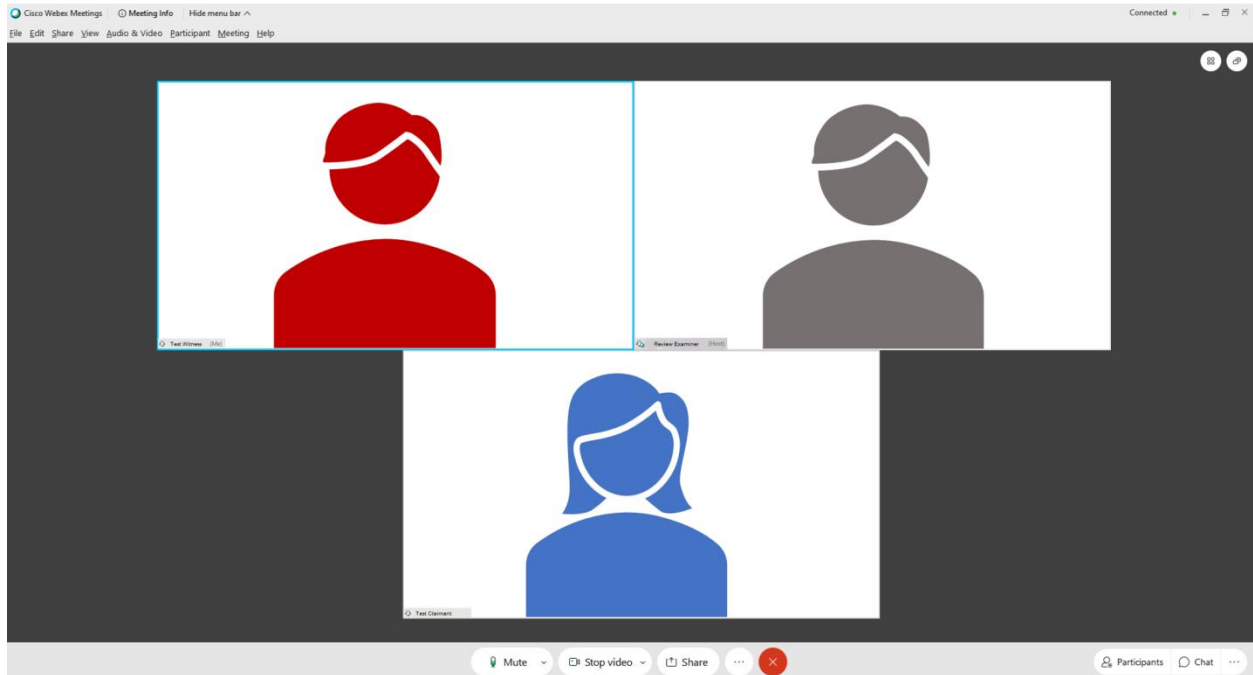 Cisco Webex Meetings Meeting Info Hide menu bar Connected
File Edit Share View Audio & Video Participant Meeting Help
Test Witness (Me) Review Examiner (Host)
Test Claimant
Mute Stop video Share Participants Chat